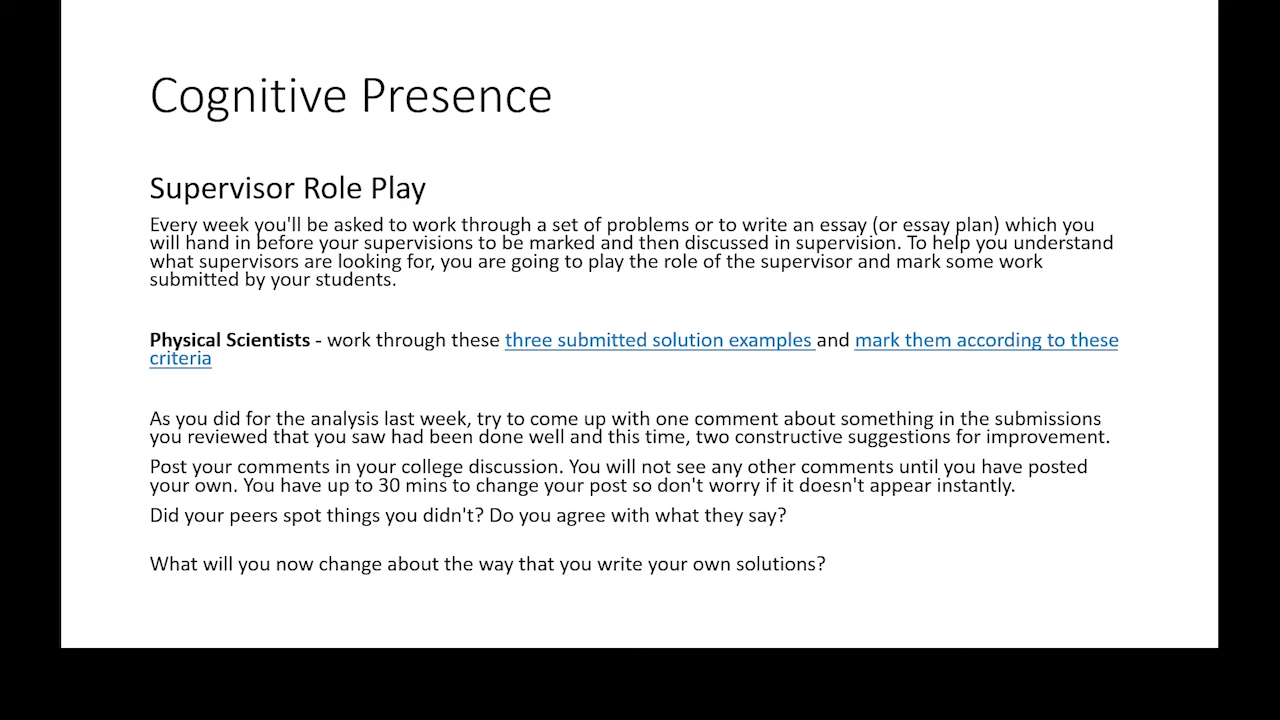 Cognitive Presence
Supervisor Role Play
Every week you'll be asked to work through a set of problems or to write an essay (or essay plan) which you
will hand in before your supervisions to be marked and then discussed in supervision. To help you understand
what supervisors are looking for, you are going to play the role of the supervisor and mark some work
submitted by your students.
Physical Scientists - work through these three submitted solution examples and mark them according to these
criteria
As you did for the analysis last week, try to come up with one comment about something in the submissions
you reviewed that you saw had been done well and this time, two constructive suggestions for improvement.
Post your comments in your college discussion. You will not see any other comments until you have posted
your own. You have up to 30 mins to change your post so don't worry if it doesn't appear instantly.
Did your peers spot things you didn't? Do you agree with what they say?
What will you now change about the way that you write your own solutions?